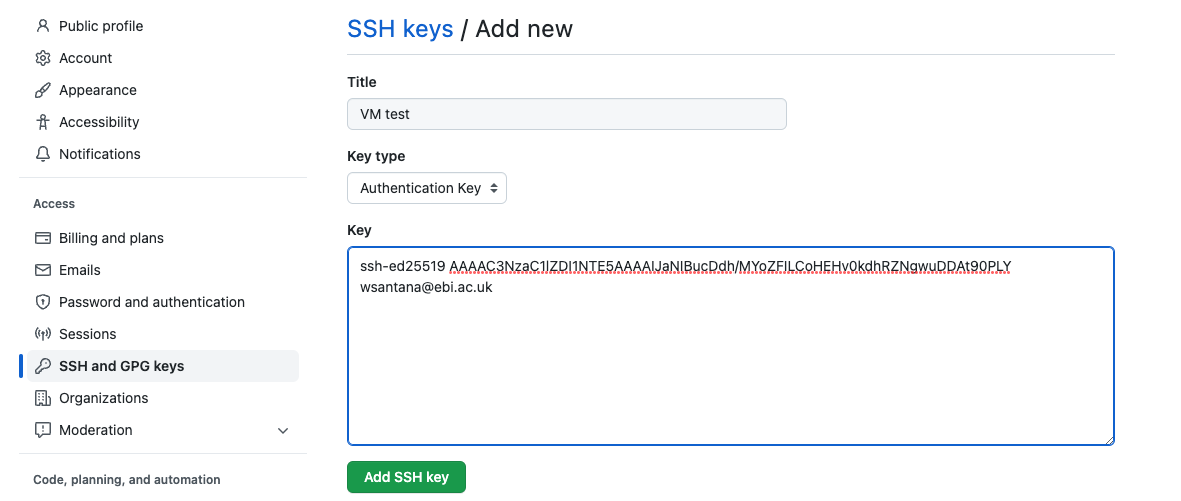 Public profile
Account
Appearance
Accessibility
Notifications
Access
Billing and plans
Emails
Password and authentication
Sessions
SSH and GPG keys
Organizations
Moderation
Code, planning, and automation
SSH keys / Add new
Title
VM test
Key type
Authentication Key
Key
ssh-ed25519 AAAAC3NzaC1lZDI1NTE5AAAAIJaNIBucDdh/MYoZFILCoHEHv0kdhRZNgwuDDAt90PLY
wsantana@ebi.ac.uk
Add SSH key